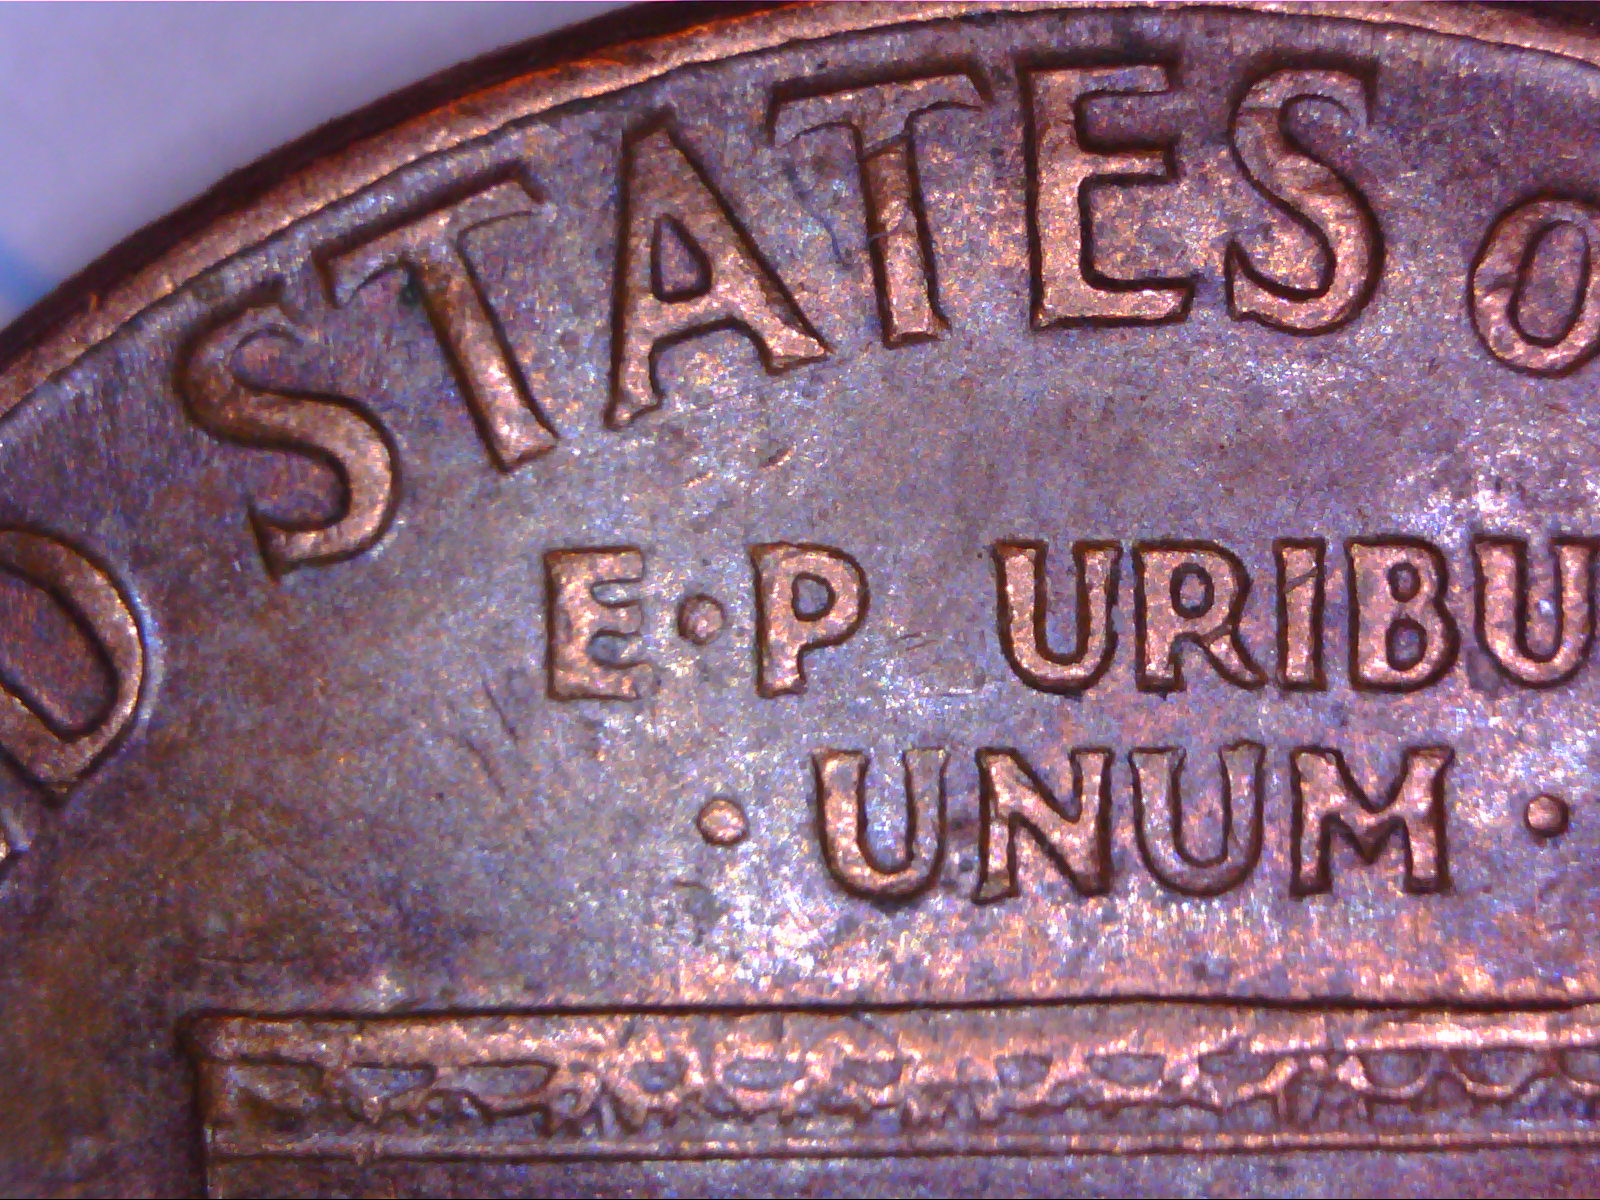 D STATES O
E·P URIBU
·UNUM·